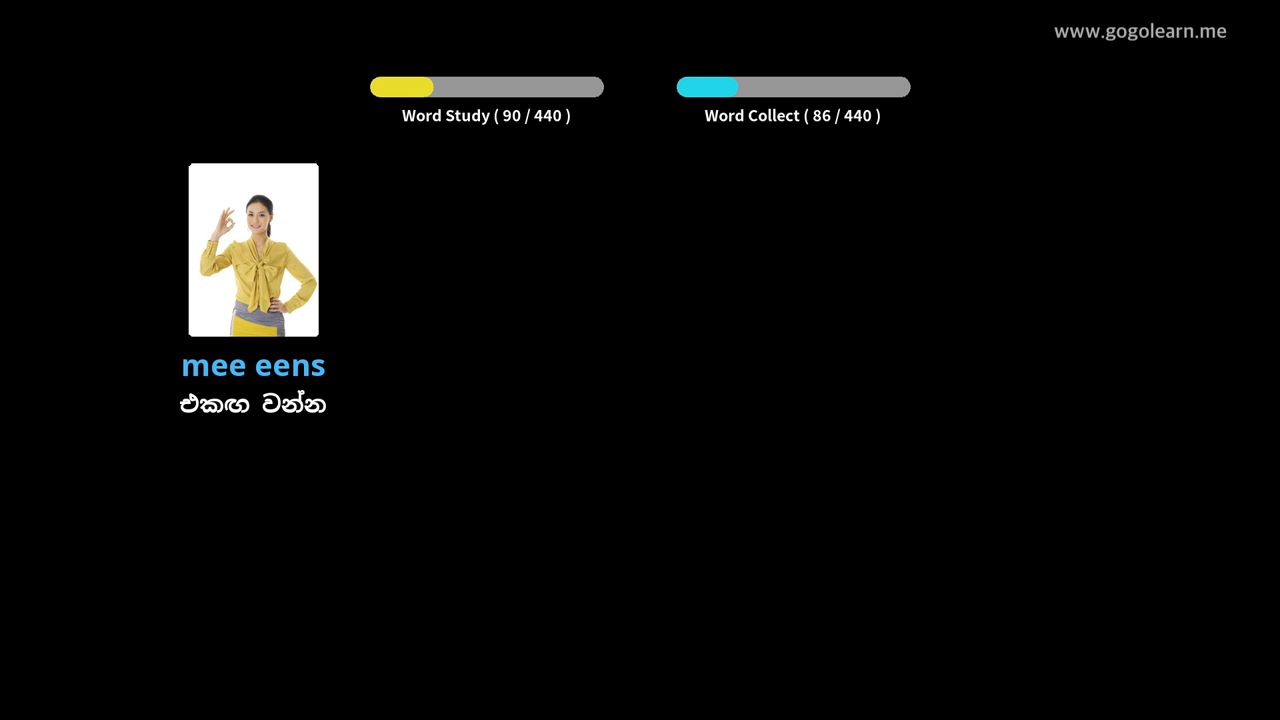 www.gogolearn.me
Word Study ( 90 / 440 )
Word Collect ( 86 / 440 )
mee eens
එකඟ වන්න